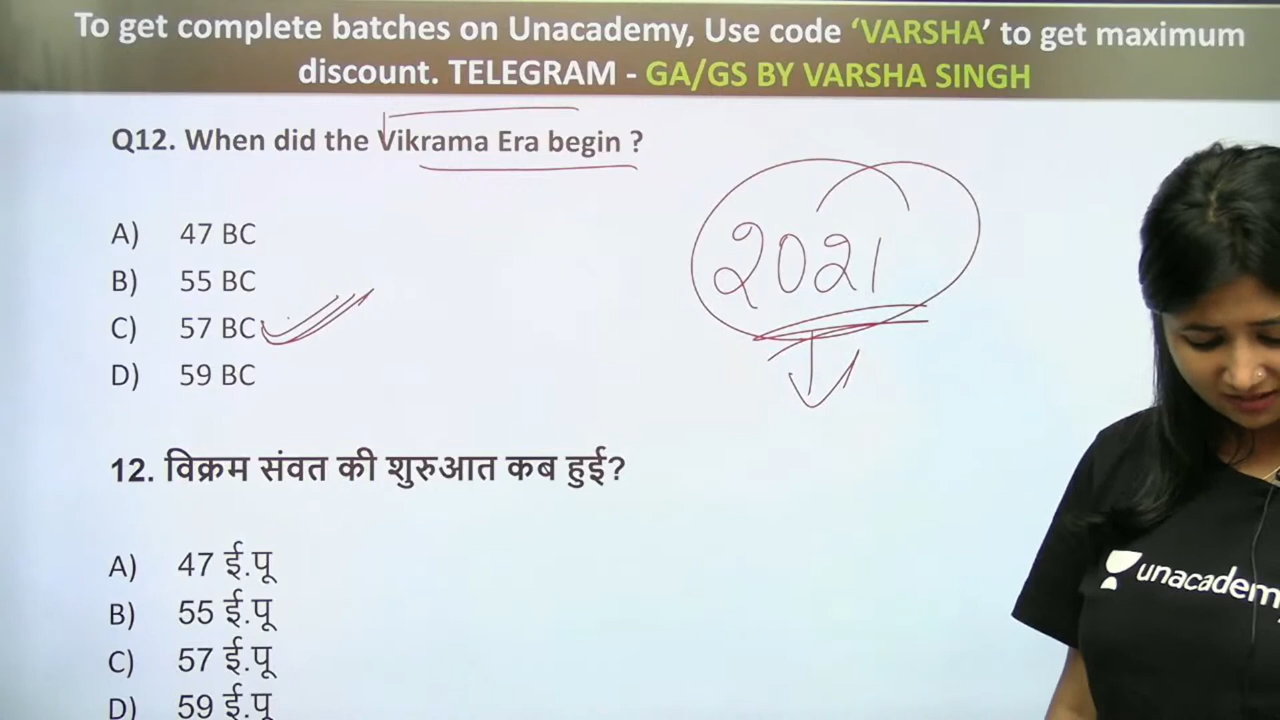 To get complete batches on Unacademy, Use code ‘VARSHA’ to get maximum
discount. TELEGRAM - GA/GS BY VARSHA SINGH
Q12. When did the Vikrama Era begin ?
A) 47 BC
B) 55 BC
C) 57 BC
D) 59 BC
2021
12. विक्रम संवत की शुरुआत कब हुई?
A) 47 ई.पू
B) 55 ई.पू
C) 57 ई.पू
D) 59 ई.पू
unacademy